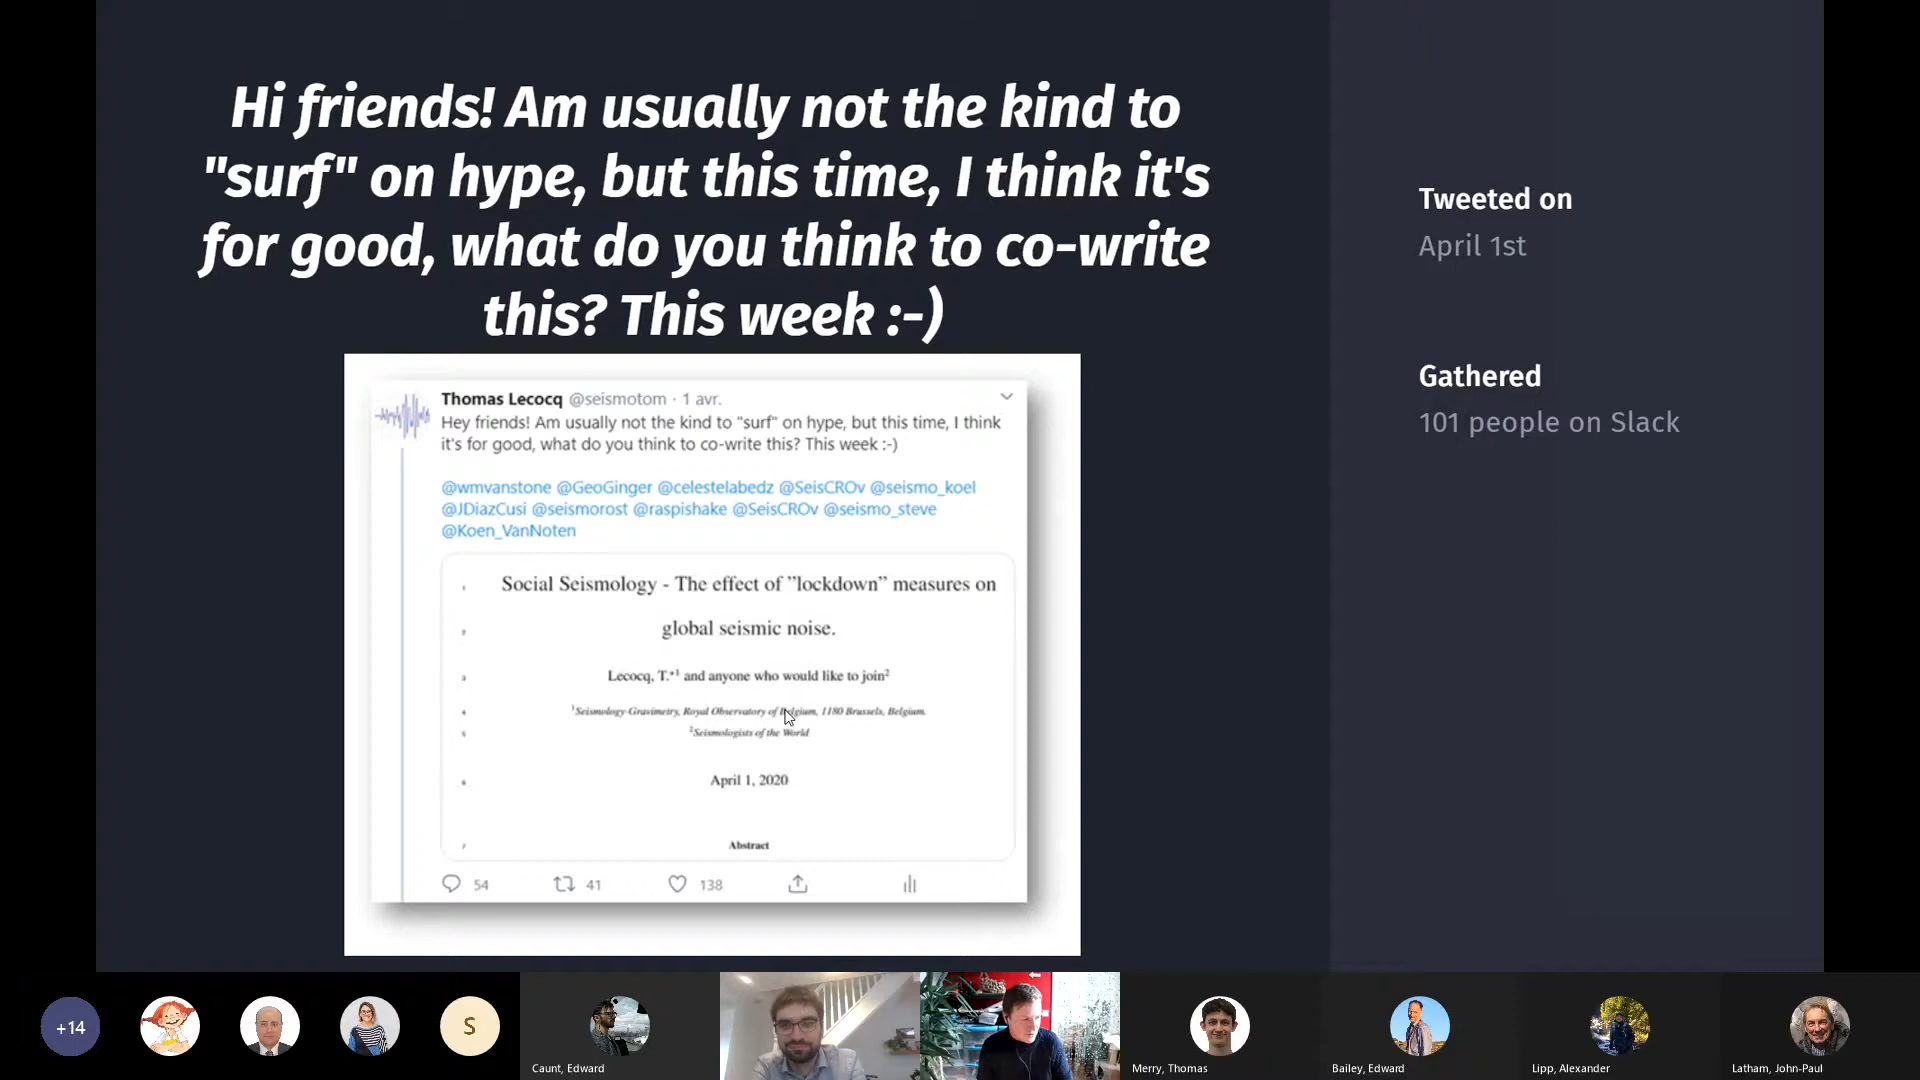 Hi friends! Am usually not the kind to
"surf" on hype, but this time, I think it's
for good, what do you think to co-write
this? This week :-)
Thomas Lecocq @seismotom · 1 avr.
Hey friends! Am usually not the kind to "surf" on hype, but this time, I think
it's for good, what do you think to co-write this? This week :-)
@wmvanstone @GeoGinger @celestelabedz @SeisCROv @seismo_koel
@JDiazCusi @seismorost @raspishake @SeisCROv @seismo_steve
@Koen_VanNoten
1 Social Seismology - The effect of "lockdown" measures on
2 global seismic noise.
3 Lecocq, T.*1 and anyone who would like to join2
4 1Seismology-Gravimetry, Royal Observatory of Belgium, 1180 Brussels, Belgium.
5 2Seismologists of the World
6 April 1, 2020
7 Abstract
54 41 138
Tweeted on
April 1st
Gathered
101 people on Slack
+14
S
Caunt, Edward
Merry, Thomas
Bailey, Edward
Lipp, Alexander
Latham, John-Paul